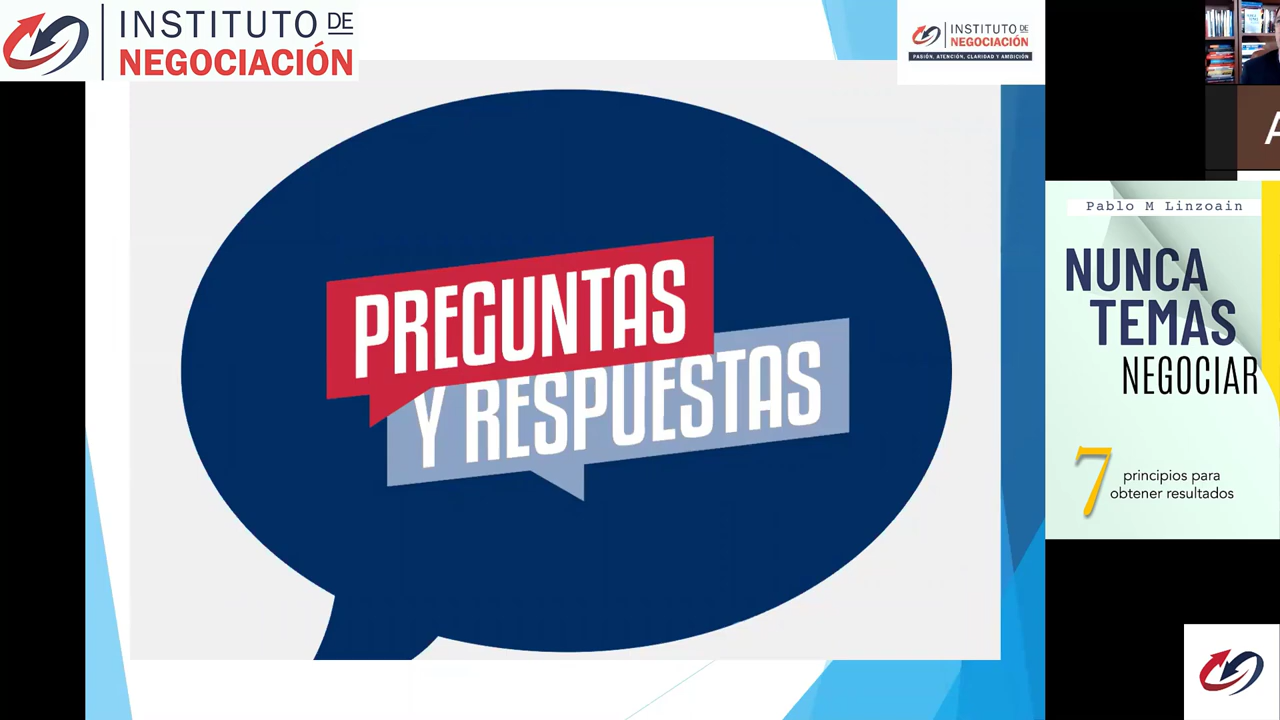 INSTITUTO DE
NEGOCIACIÓN
INSTITUTO DE
NEGOCIACIÓN
PASIÓN, ATENCIÓN, CLARIDAD Y AMBICIÓN
PREGUNTAS
Y RESPUESTAS
A
Pablo M Linzoain
NUNCA
TEMAS
NEGOCIAR
7 principios para
obtener resultados